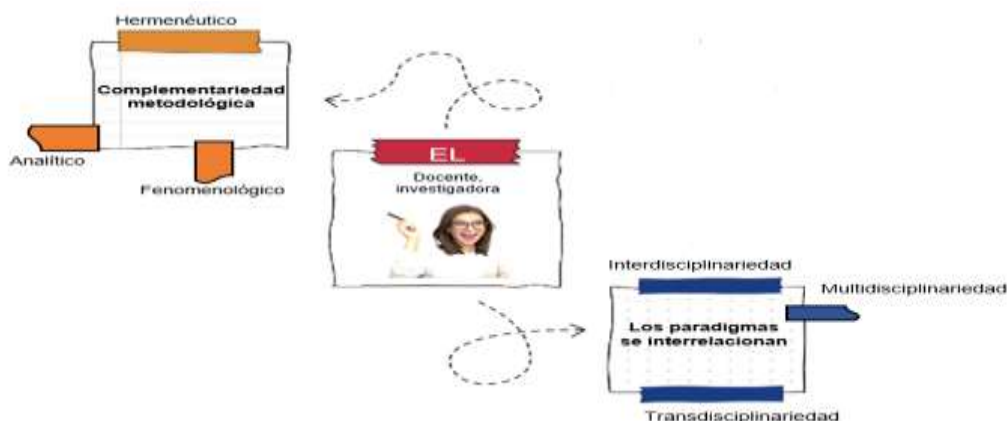 Hermenéutico
Complementariedad
metodológica
Analítico
Fenomenológico
EL
Docente,
investigadora
Interdisciplinariedad
Multidisciplinariedad
Los paradigmas
se interrelacionan
Transdisciplinariedad